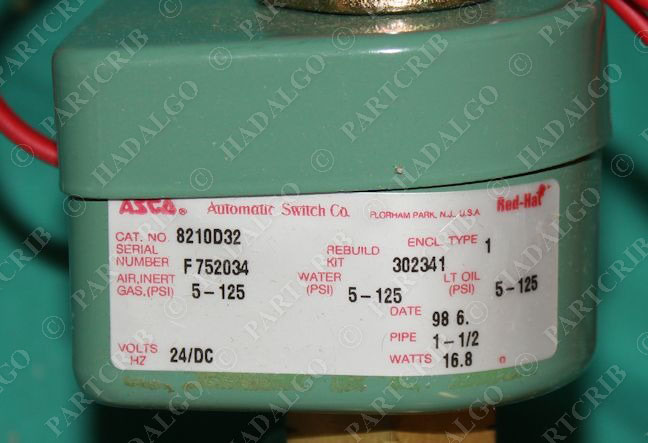 ASCO® Automatic Switch Co. FLORHAM PARK, N.J., U.S.A Red-Hat
CAT. NO. 8210D32
ENCL TYPE 1
SERIAL NUMBER F752034
REBUILD KIT 302341
AIR,INERT GAS.(PSI) 5-125
WATER (PSI) 5-125
LT OIL (PSI) 5-125
DATE 98 6.
PIPE 1-1/2
VOLTS HZ 24/DC
WATTS 16.8
© PARTCRIB
© HADALGO